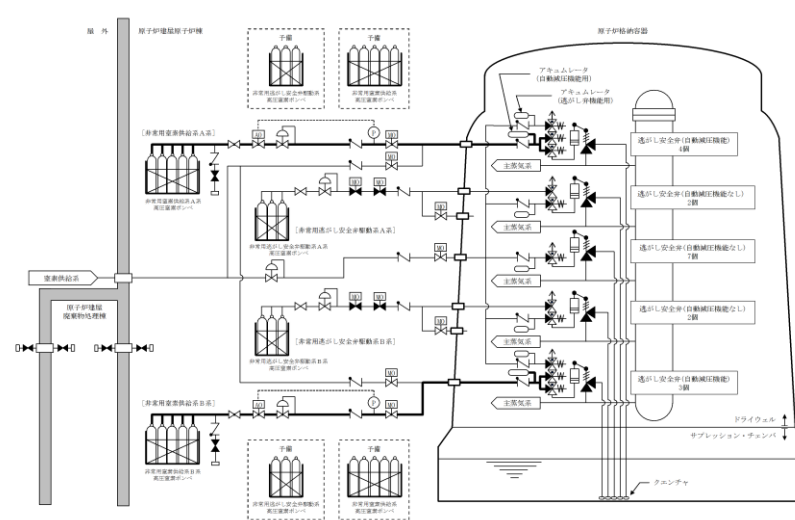 屋 外
原子炉建屋原子炉棟
原子炉格納容器
予備
非常用逃がし安全弁駆動系
高圧窒素ボンベ
予備
非常用窒素供給系
高圧窒素ボンベ
アキュムレータ
(自動減圧機能用)
アキュムレータ
(逃がし弁機能用)
[非常用窒素供給系A系]
AO
P
MO
MO
非常用窒素供給系A系
高圧窒素ボンベ
主蒸気系
逃がし安全弁(自動減圧機能)
4個
MO
MO
MO
[非常用逃がし安全弁駆動系A系]
非常用逃がし安全弁駆動系A系
高圧窒素ボンベ
主蒸気系
逃がし安全弁(自動減圧機能なし)
2個
窒素供給系
MO
主蒸気系
逃がし安全弁(自動減圧機能なし)
7個
原子炉建屋
廃棄物処理棟
MO
MO
MO
[非常用逃がし安全弁駆動系B系]
非常用逃がし安全弁駆動系B系
高圧窒素ボンベ
主蒸気系
逃がし安全弁(自動減圧機能なし)
2個
MO
[非常用窒素供給系B系]
AO
P
MO
非常用窒素供給系B系
高圧窒素ボンベ
主蒸気系
逃がし安全弁(自動減圧機能)
3個
ドライウェル
サプレッション・チェンバ
予備
非常用逃がし安全弁駆動系
高圧窒素ボンベ
予備
非常用窒素供給系
高圧窒素ボンベ
クエンチャ